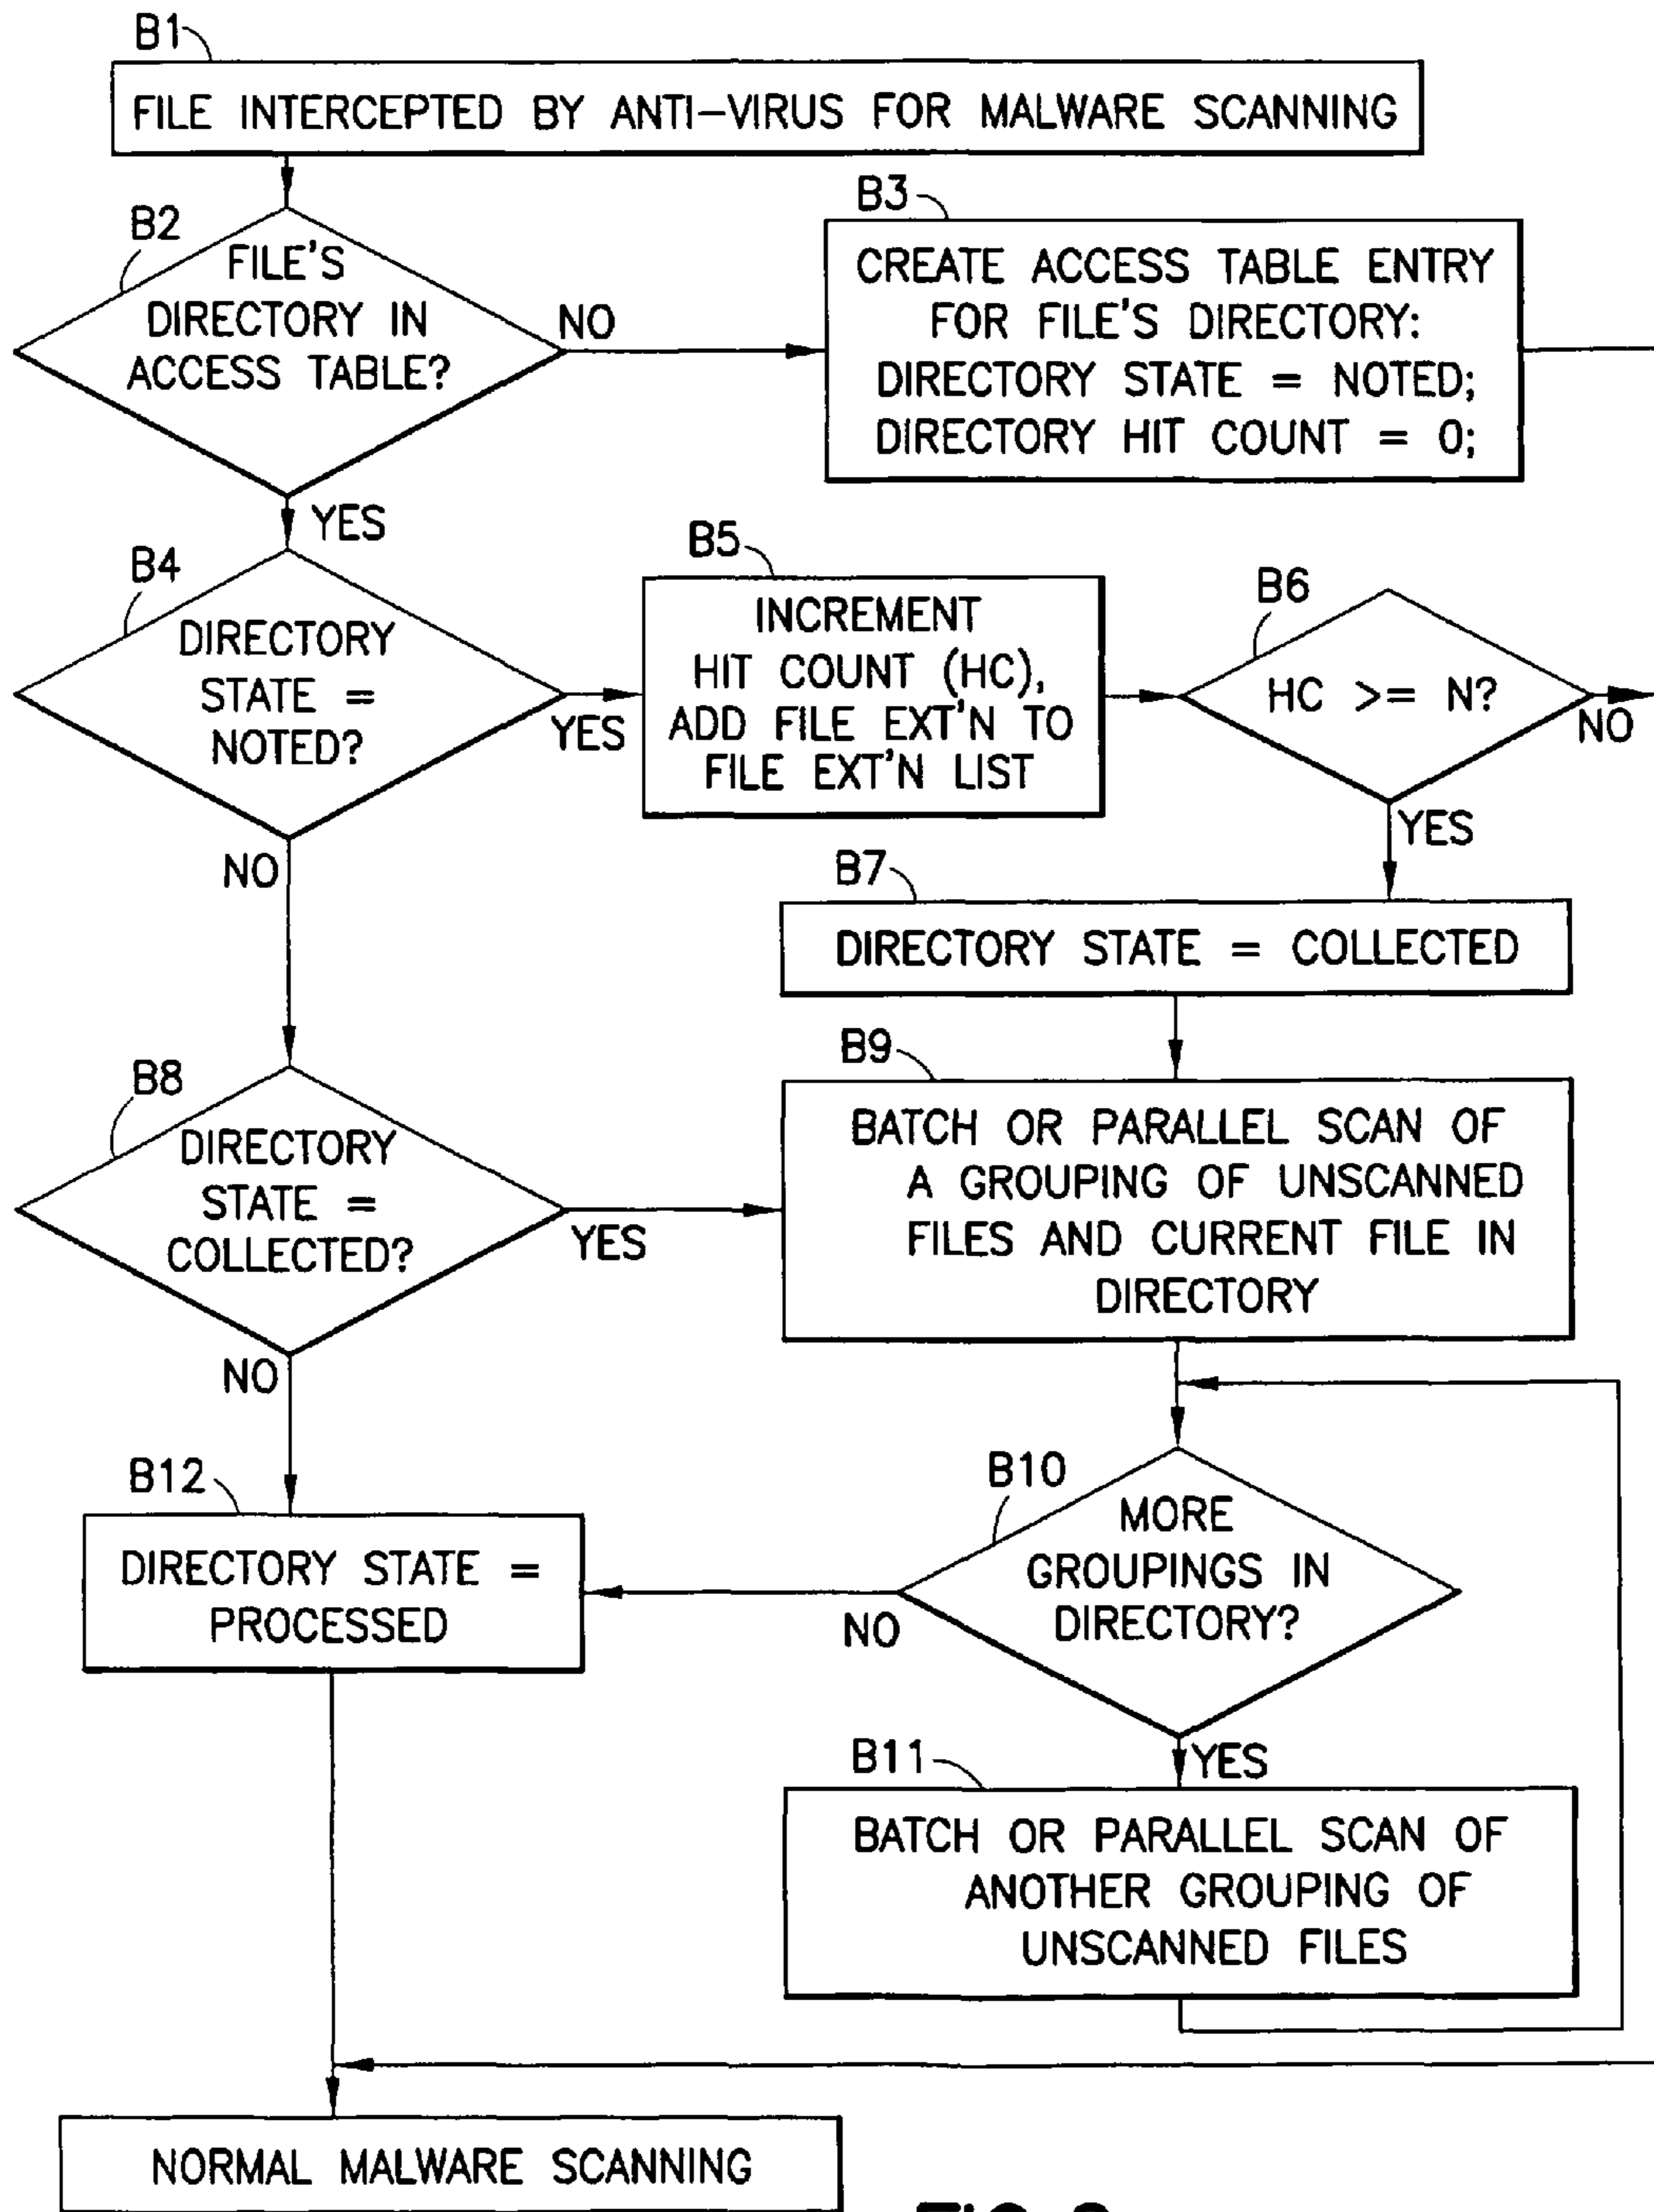 B1
FILE INTERCEPTED BY ANTI-VIRUS FOR MALWARE SCANNING
B2
FILE'S
DIRECTORY IN
ACCESS TABLE?
NO
B3
CREATE ACCESS TABLE ENTRY
FOR FILE'S DIRECTORY:
DIRECTORY STATE = NOTED;
DIRECTORY HIT COUNT = 0;
YES
B4
DIRECTORY
STATE =
NOTED?
YES
B5
INCREMENT
HIT COUNT (HC),
ADD FILE EXT'N TO
FILE EXT'N LIST
B6
HC >= N?
NO
YES
NO
B7
DIRECTORY STATE = COLLECTED
B8
DIRECTORY
STATE =
COLLECTED?
YES
B9
BATCH OR PARALLEL SCAN OF
A GROUPING OF UNSCANNED
FILES AND CURRENT FILE IN
DIRECTORY
NO
B12
DIRECTORY STATE =
PROCESSED
B10
MORE
GROUPINGS IN
DIRECTORY?
NO
YES
B11
BATCH OR PARALLEL SCAN OF
ANOTHER GROUPING OF
UNSCANNED FILES
NORMAL MALWARE SCANNING